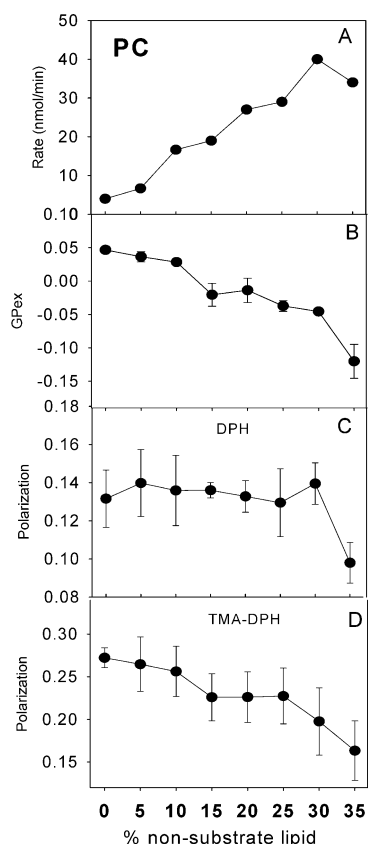 PC
A
50
40
30
20
10
Rate (nmol/min)
0.10
B
0.05
0.00
-0.05
-0.10
-0.15
GPex
0.18
DPH
C
0.16
0.14
0.12
0.10
0.08
Polarization
TMA-DPH
D
0.30
0.25
0.20
0.15
Polarization
0 5 10 15 20 25 30 35
% non-substrate lipid